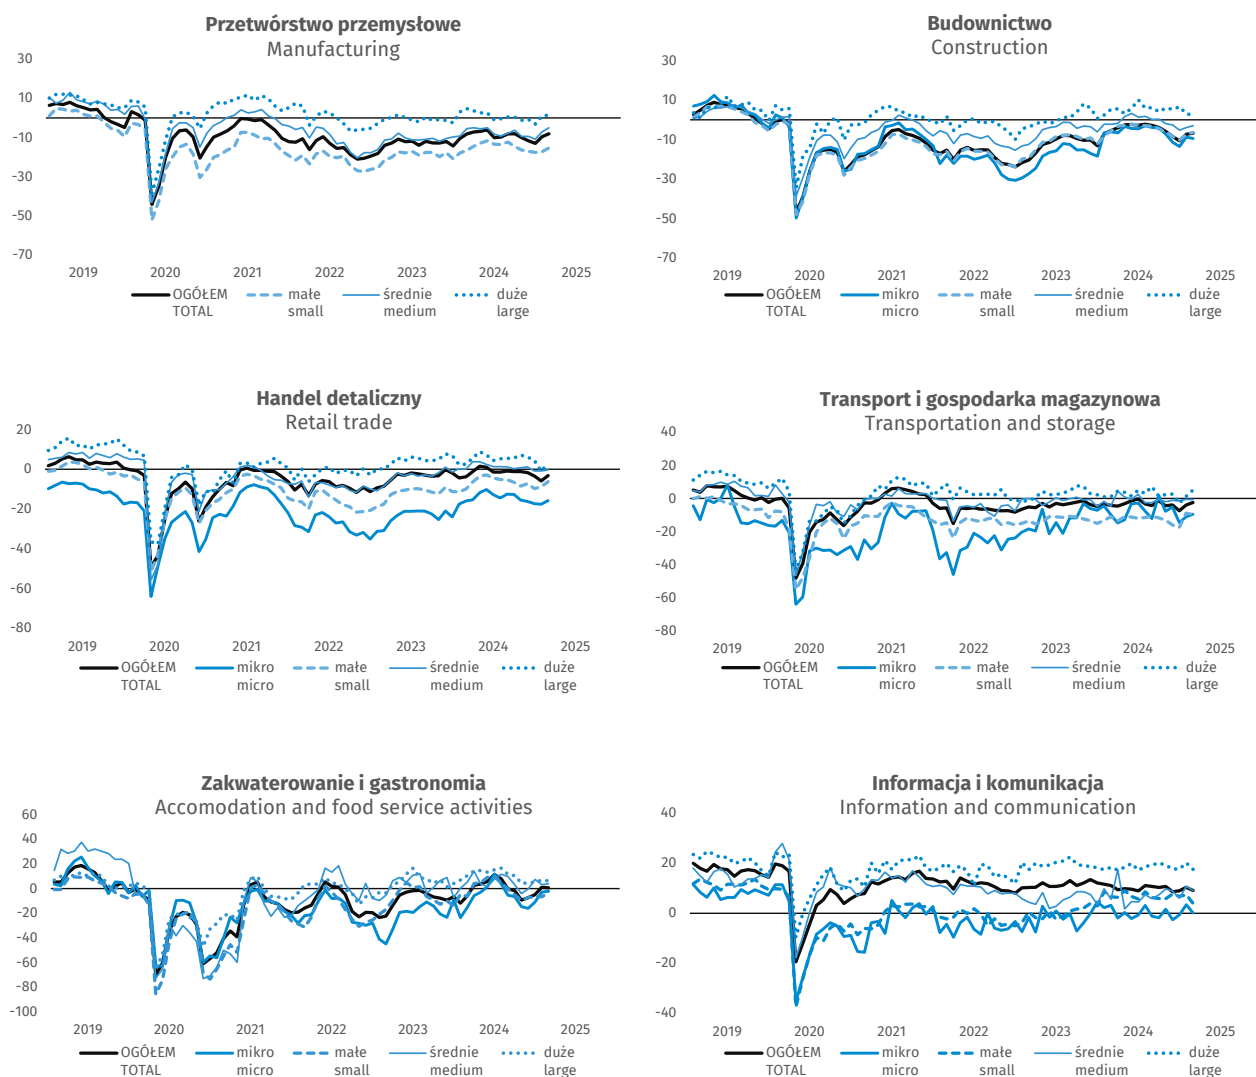 Przetwórstwo przemysłowe
Manufacturing
30
10
-10
-30
-50
-70
2019 2020 2021 2022 2023 2024 2025
OGÓŁEM małe średnie duże
TOTAL small medium large
Budownictwo
Construction
30
10
-10
-30
-50
-70
2019 2020 2021 2022 2023 2024 2025
OGÓŁEM mikro małe średnie duże
TOTAL micro small medium large
Handel detaliczny
Retail trade
20
0
-20
-40
-60
-80
2019 2020 2021 2022 2023 2024 2025
OGÓŁEM mikro małe średnie duże
TOTAL micro small medium large
Transport i gospodarka magazynowa
Transportation and storage
40
20
0
-20
-40
-60
-80
2019 2020 2021 2022 2023 2024 2025
OGÓŁEM mikro małe średnie duże
TOTAL micro small medium large
Zakwaterowanie i gastronomia
Accomodation and food service activities
60
40
20
0
-20
-40
-60
-80
-100
2019 2020 2021 2022 2023 2024 2025
OGÓŁEM mikro małe średnie duże
TOTAL micro small medium large
Informacja i komunikacja
Information and communication
40
20
0
-20
-40
2019 2020 2021 2022 2023 2024 2025
OGÓŁEM mikro małe średnie duże
TOTAL micro small medium large